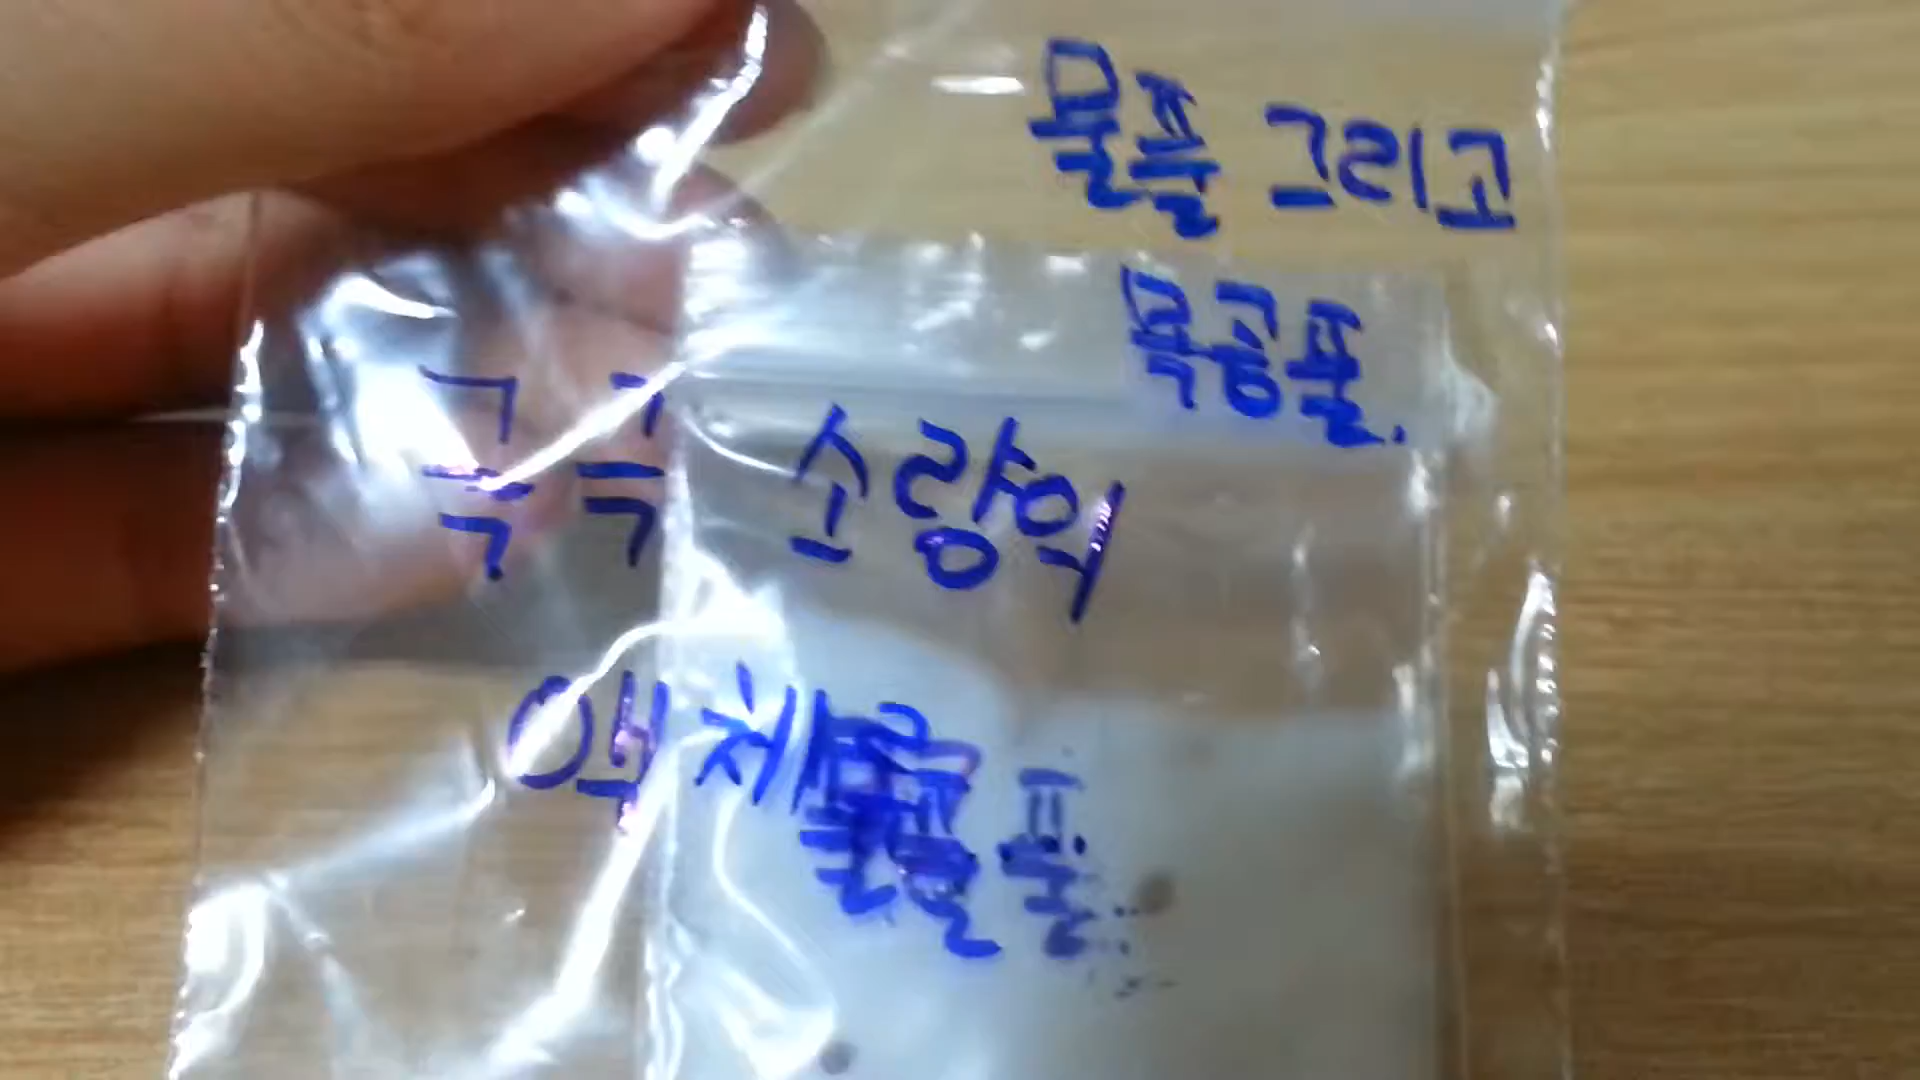 물풀 그리고
목공풀.
극극 소량의
액체풀